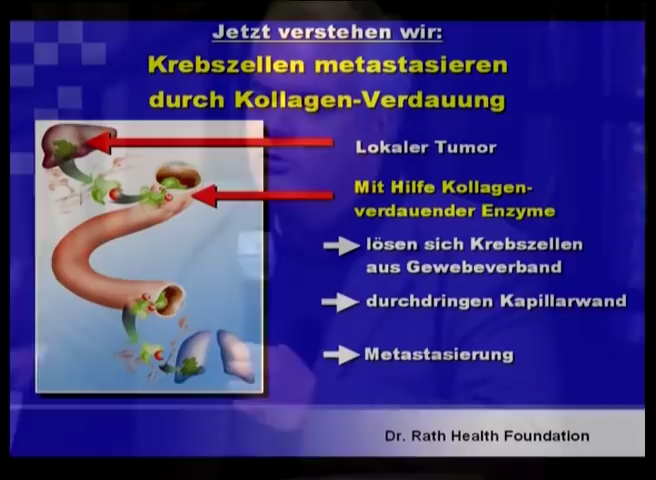 Jetzt verstehen wir:
Krebszellen metastasieren
durch Kollagen-Verdauung
Lokaler Tumor
Mit Hilfe Kollagen-
verdauender Enzyme
lösen sich Krebszellen
aus Gewebeverband
durchdringen Kapillarwand
Metastasierung
Dr. Rath Health Foundation